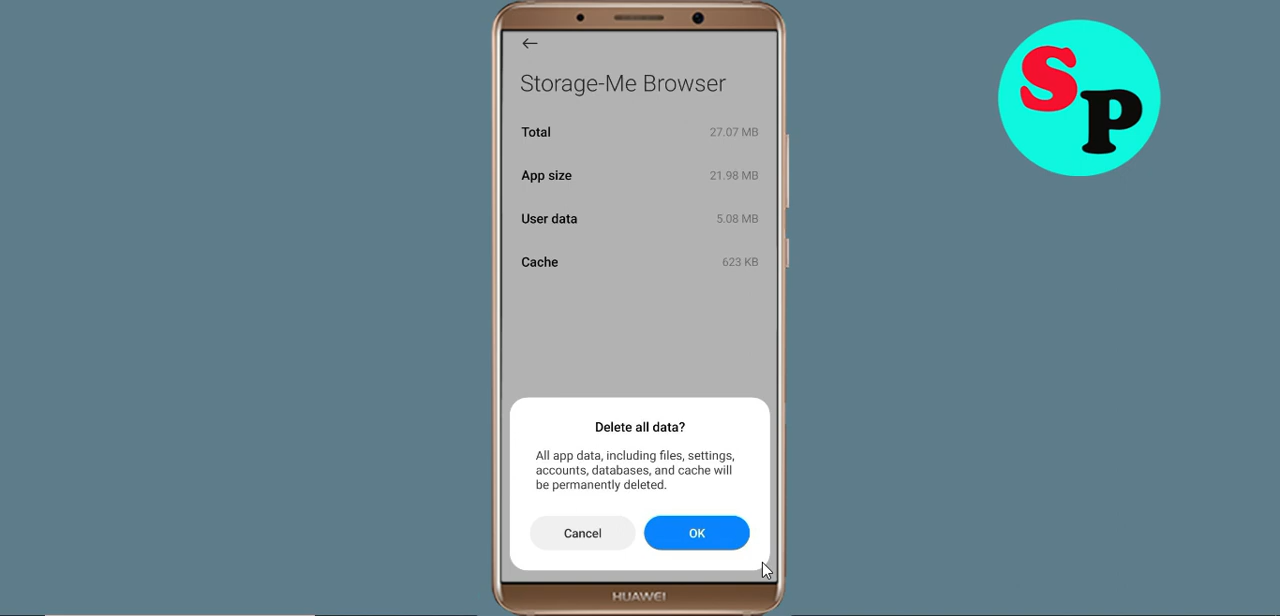 SP
Storage-Me Browser
Total 27.07 MB
App size 21.98 MB
User data 5.08 MB
Cache 623 KB
Delete all data?
All app data, including files, settings,
accounts, databases, and cache will
be permanently deleted.
Cancel OK
HUAWEI